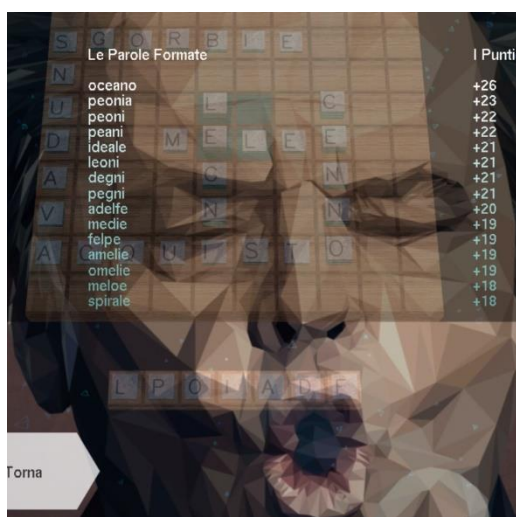 S G O R B I E
Le Parole Formate I Punti
N
oceano +26
peonia +23
U L C
peoni +22
peani +22
D M E L E E
ideale +21
leoni +21
A C N
degni +21
pegni +21
adelfe +20
V N N
medie +19
felpe +19
A C Q U I S T O
amelie +19
omelie +19
meloe +18
spirale +18
L P O I A D F
Torna